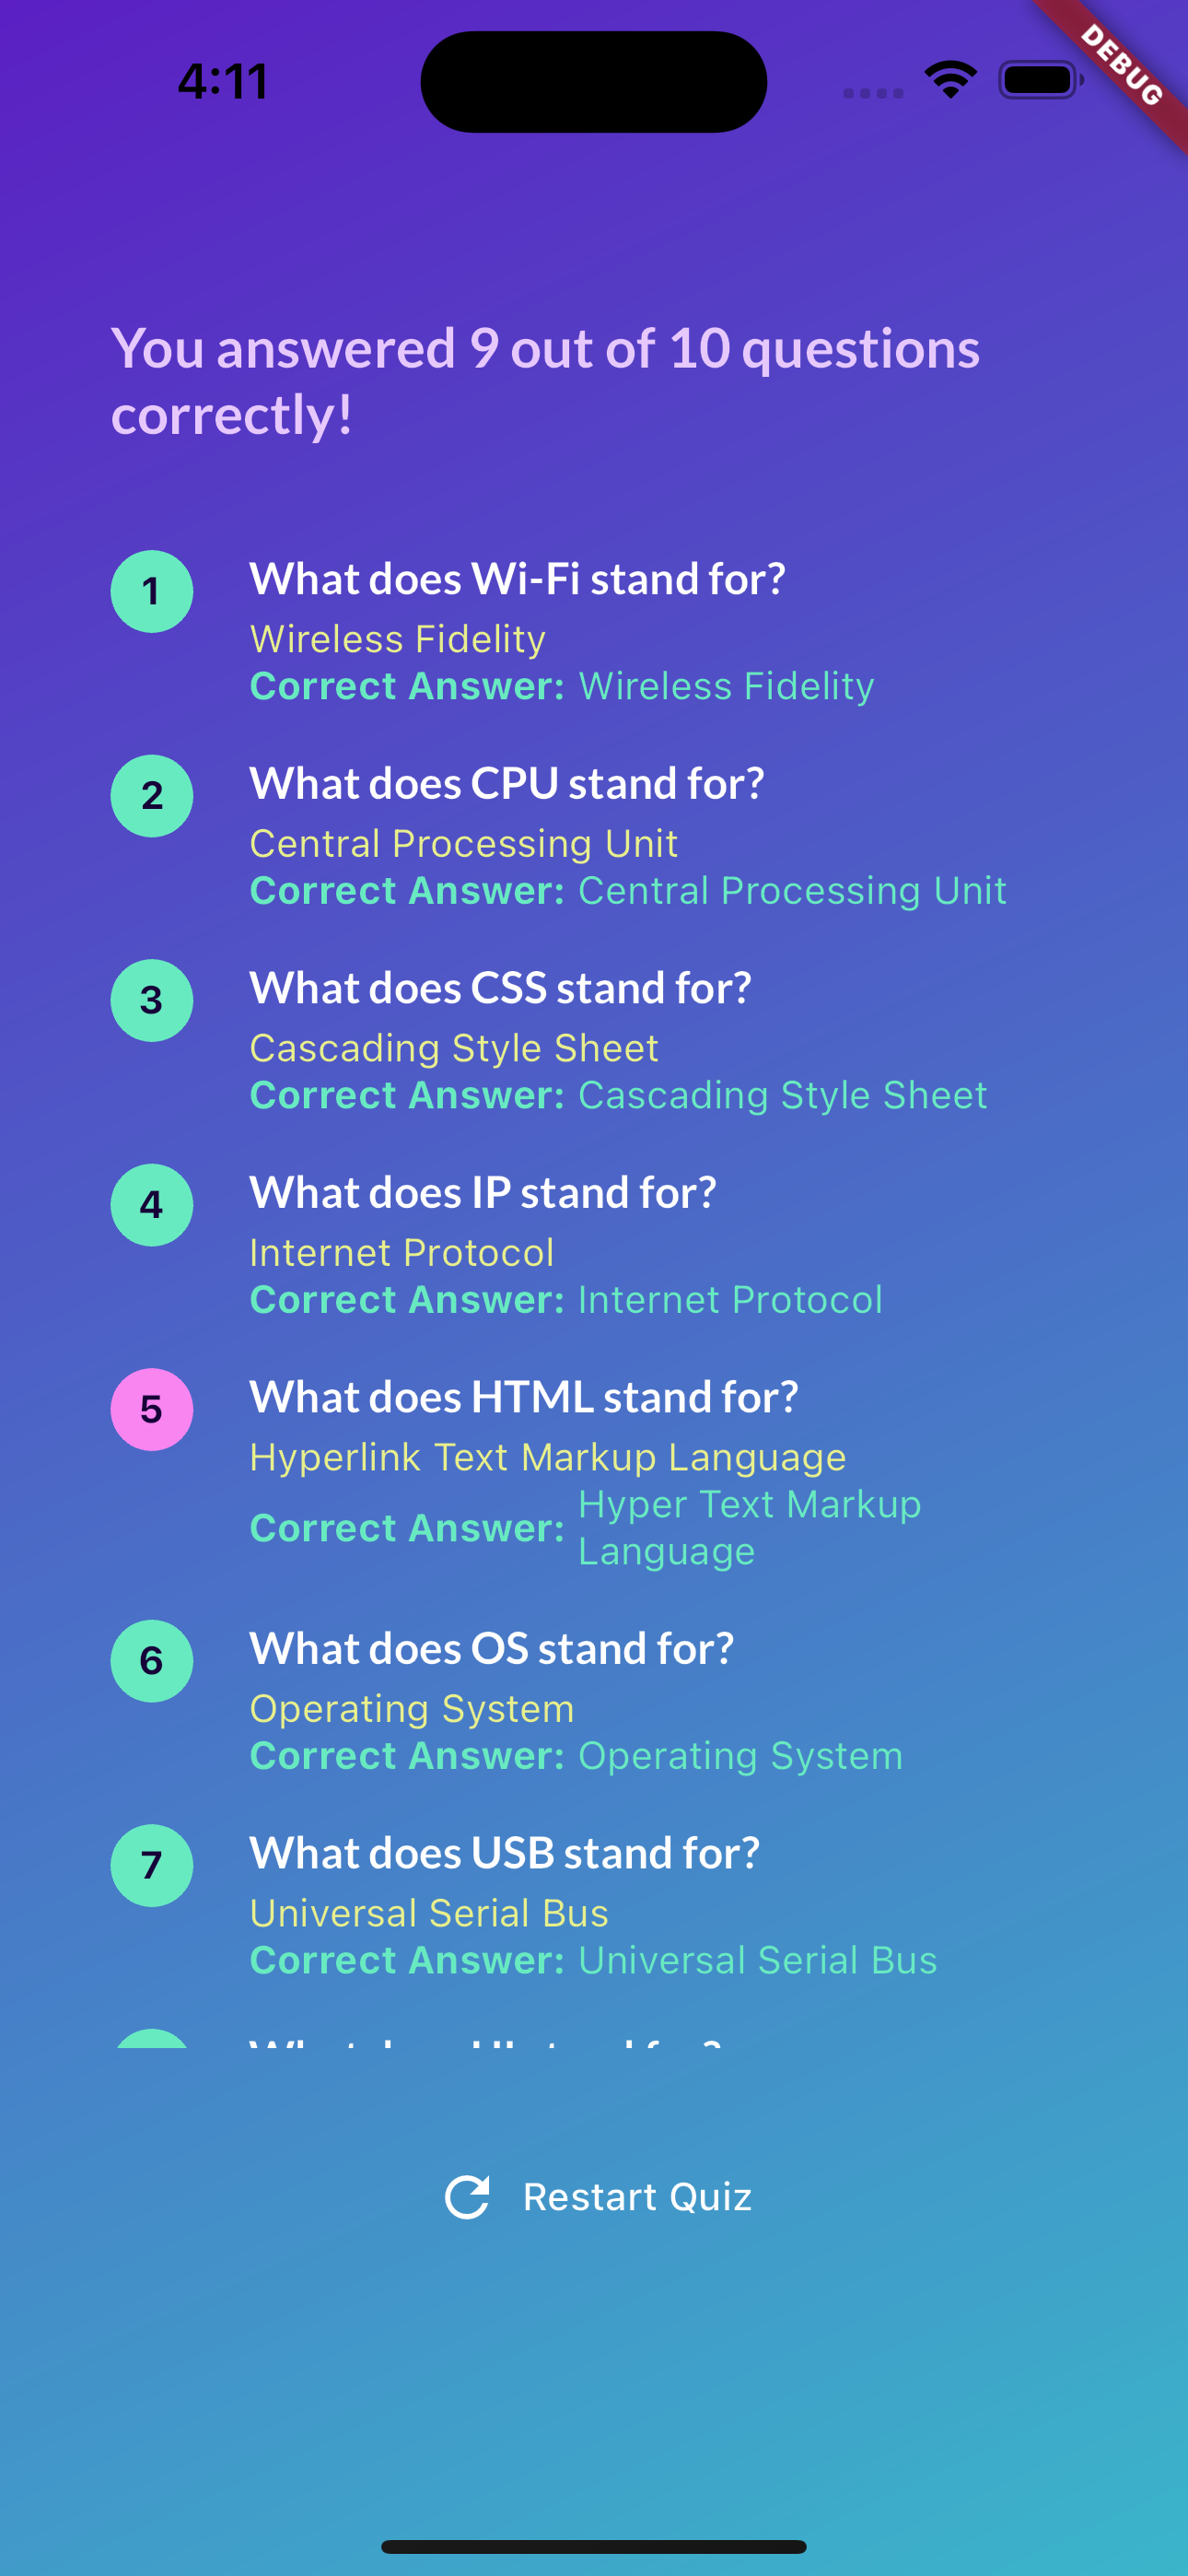 4:11
DEBUG
You answered 9 out of 10 questions
correctly!
1
What does Wi-Fi stand for?
Wireless Fidelity
Correct Answer: Wireless Fidelity
2
What does CPU stand for?
Central Processing Unit
Correct Answer: Central Processing Unit
3
What does CSS stand for?
Cascading Style Sheet
Correct Answer: Cascading Style Sheet
4
What does IP stand for?
Internet Protocol
Correct Answer: Internet Protocol
5
What does HTML stand for?
Hyperlink Text Markup Language
Correct Answer: Hyper Text Markup
Language
6
What does OS stand for?
Operating System
Correct Answer: Operating System
7
What does USB stand for?
Universal Serial Bus
Correct Answer: Universal Serial Bus
Restart Quiz